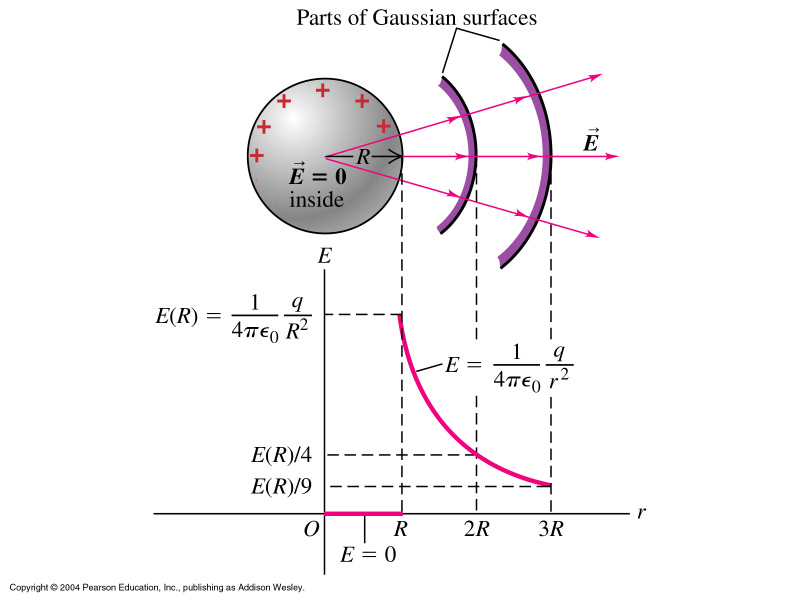 Parts of Gaussian surfaces
+ + + + + + +
R
E⃗
E⃗ = 0
inside
E
E(R) = 1/4πϵ₀ q/R²
E = 1/4πϵ₀ q/r²
E(R)/4
E(R)/9
O R 2R 3R r
E = 0
Copyright © 2004 Pearson Education, Inc., publishing as Addison Wesley.